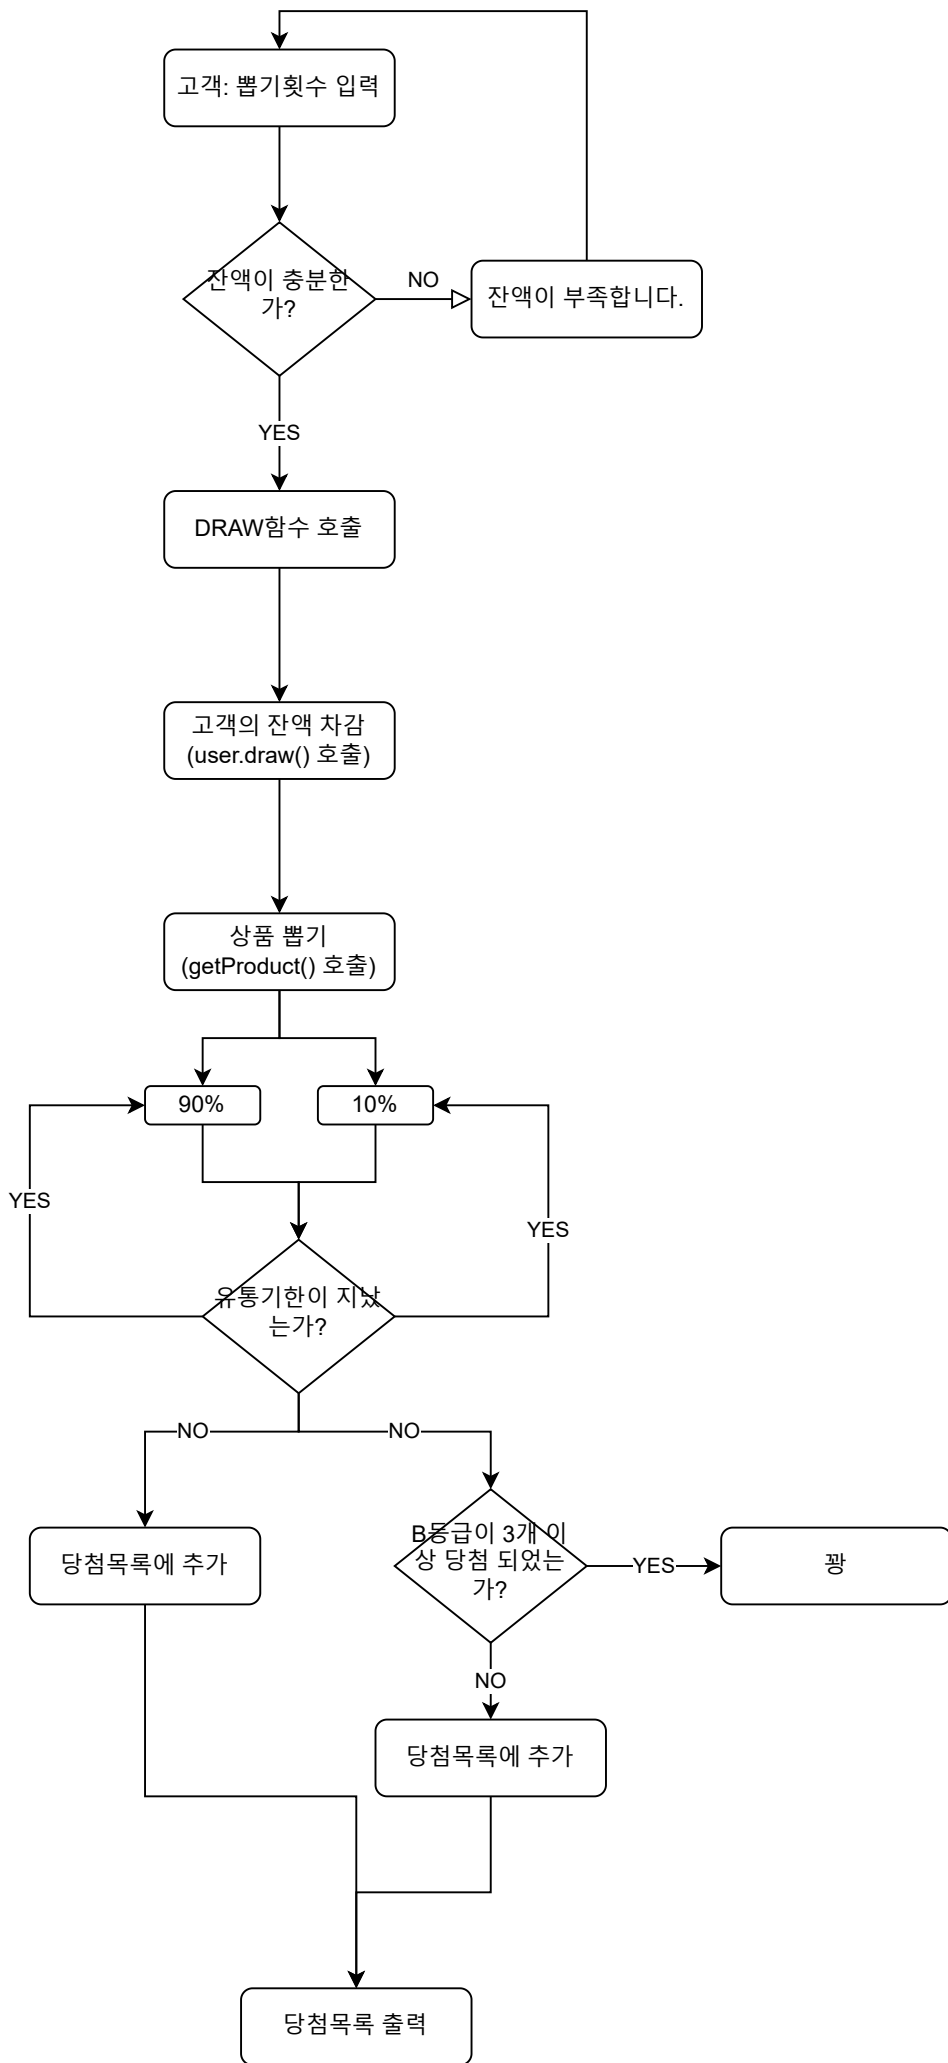 고객: 뽑기횟수 입력
잔액이 충분한
가?
NO
잔액이 부족합니다.
YES
DRAW함수 호출
고객의 잔액 차감
(user.draw() 호출)
상품 뽑기
(getProduct() 호출)
90%
10%
YES
YES
유통기한이 지났
는가?
NO
NO
B등급이 3개 이
상 당첨 되었는
가?
YES
꽝
당첨목록에 추가
NO
당첨목록에 추가
당첨목록 출력